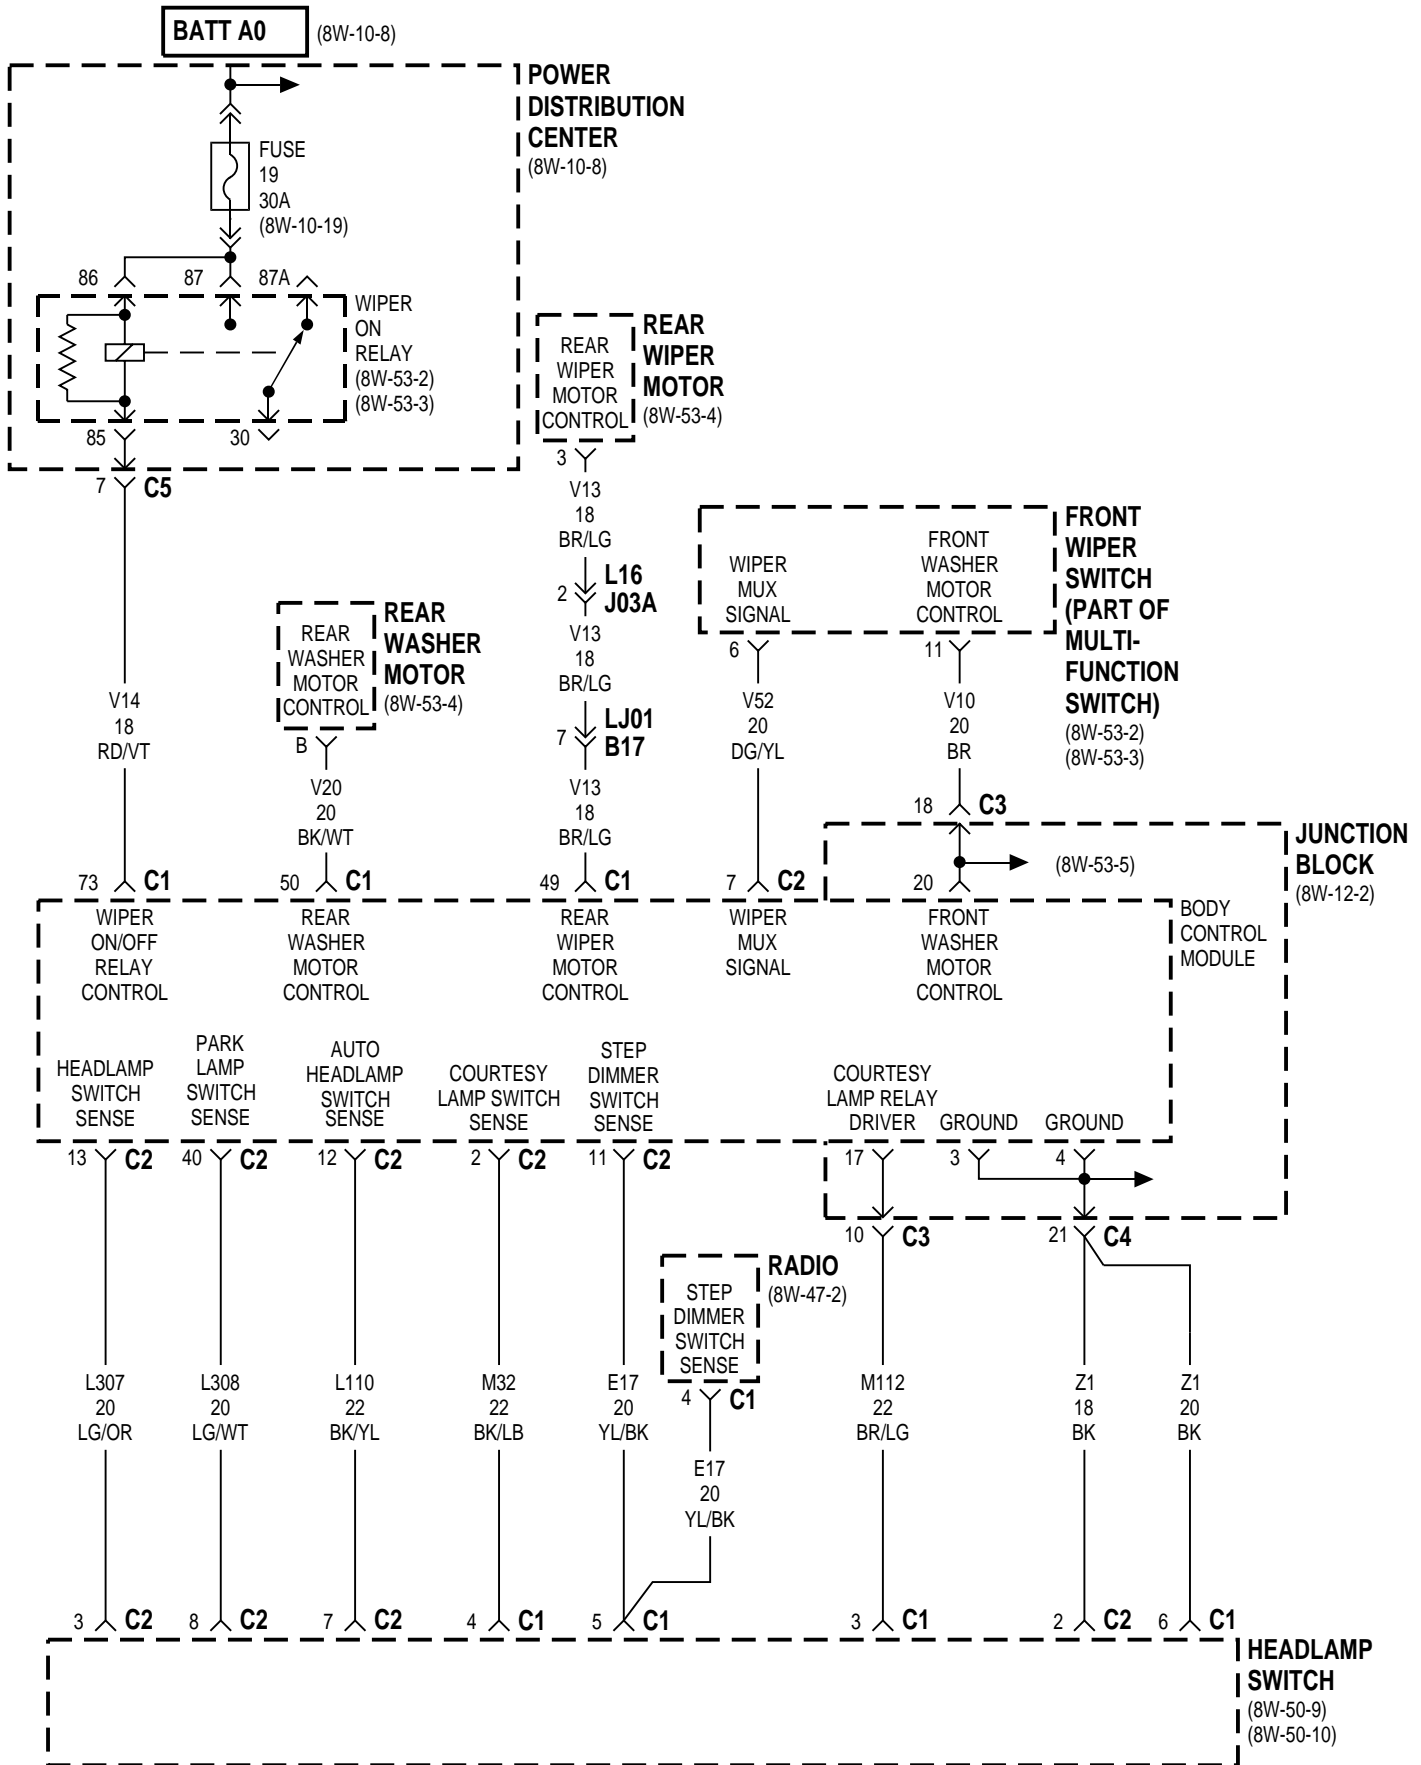 BATT A0
(8W-10-8)
POWER
DISTRIBUTION
CENTER
(8W-10-8)
FUSE
19
30A
(8W-10-19)
86
87
87A
WIPER
ON
RELAY
(8W-53-2)
(8W-53-3)
85
30
7
C5
REAR
WIPER
MOTOR
CONTROL
REAR
WIPER
MOTOR
(8W-53-4)
3
V13
18
BR/LG
2
L16
J03A
V13
18
BR/LG
7
LJ01
B17
V13
18
BR/LG
V14
18
RD/VT
REAR
WASHER
MOTOR
CONTROL
REAR
WASHER
MOTOR
(8W-53-4)
B
V20
20
BK/WT
WIPER
MUX
SIGNAL
FRONT
WASHER
MOTOR
CONTROL
FRONT
WIPER
SWITCH
(PART OF
MULTI-
FUNCTION
SWITCH)
(8W-53-2)
(8W-53-3)
6
11
V52
20
DG/YL
V10
20
BR
18
C3
JUNCTION
BLOCK
(8W-12-2)
(8W-53-5)
73
C1
50
C1
49
C1
7
C2
20
WIPER
ON/OFF
RELAY
CONTROL
REAR
WASHER
MOTOR
CONTROL
REAR
WIPER
MOTOR
CONTROL
WIPER
MUX
SIGNAL
FRONT
WASHER
MOTOR
CONTROL
BODY
CONTROL
MODULE
HEADLAMP
SWITCH
SENSE
PARK
LAMP
SWITCH
SENSE
AUTO
HEADLAMP
SWITCH
SENSE
COURTESY
LAMP SWITCH
SENSE
STEP
DIMMER
SWITCH
SENSE
COURTESY
LAMP RELAY
DRIVER
GROUND
GROUND
13
C2
40
C2
12
C2
2
C2
11
C2
17
3
4
10
C3
21
C4
STEP
DIMMER
SWITCH
SENSE
RADIO
(8W-47-2)
4
C1
L307
20
LG/OR
L308
20
LG/WT
L110
22
BK/YL
M32
22
BK/LB
E17
20
YL/BK
E17
20
YL/BK
M112
22
BR/LG
Z1
18
BK
Z1
20
BK
3
C2
8
C2
7
C2
4
C1
5
C1
3
C1
2
C2
6
C1
HEADLAMP
SWITCH
(8W-50-9)
(8W-50-10)